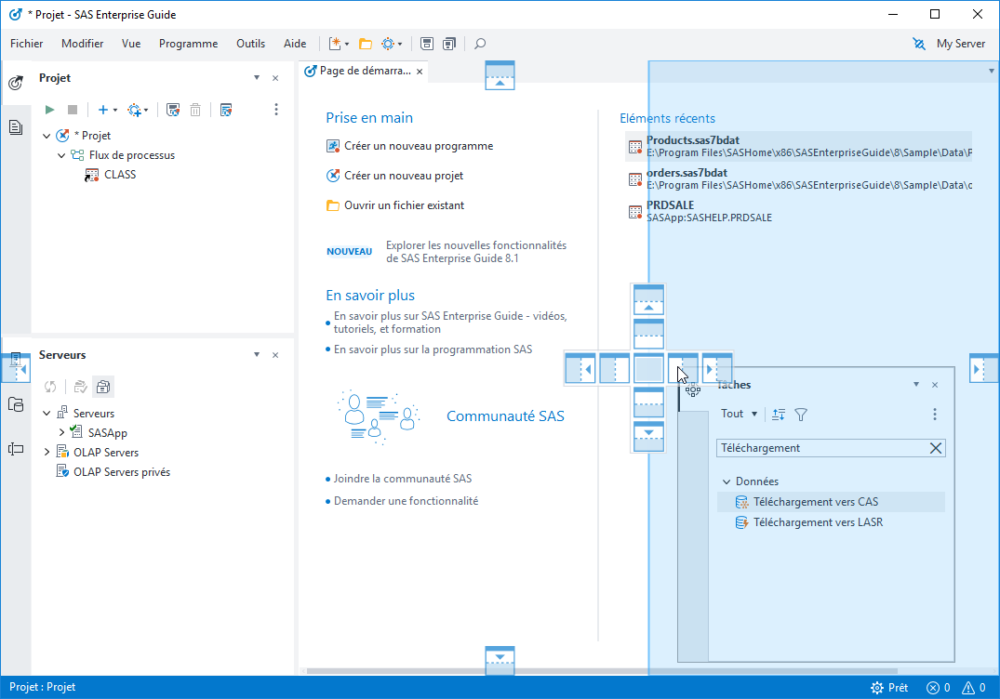 * Projet - SAS Enterprise Guide
Fichier Modifier Vue Programme Outils Aide My Server
Projet
* Projet
Flux de processus
CLASS
Serveurs
Serveurs
SASApp
OLAP Servers
OLAP Servers privés
Page de démarra...
Prise en main
Créer un nouveau programme
Créer un nouveau projet
Ouvrir un fichier existant
NOUVEAU
Explorer les nouvelles fonctionnalités
de SAS Enterprise Guide 8.1
En savoir plus
En savoir plus sur SAS Enterprise Guide - vidéos,
tutoriels, et formation
En savoir plus sur la programmation SAS
Communauté SAS
Joindre la communauté SAS
Demander une fonctionnalité
Eléments récents
Products.sas7bdat
E:\Program Files\SASHome\x86\SASEnterpriseGuide\8\Sample\Data\P
orders.sas7bdat
E:\Program Files\SASHome\x86\SASEnterpriseGuide\8\Sample\Data\o
PRDSALE
SASApp:SASHELP.PRDSALE
Tâches
Tout
Téléchargement
Données
Téléchargement vers CAS
Téléchargement vers LASR
Projet : Projet
Prêt 0 0